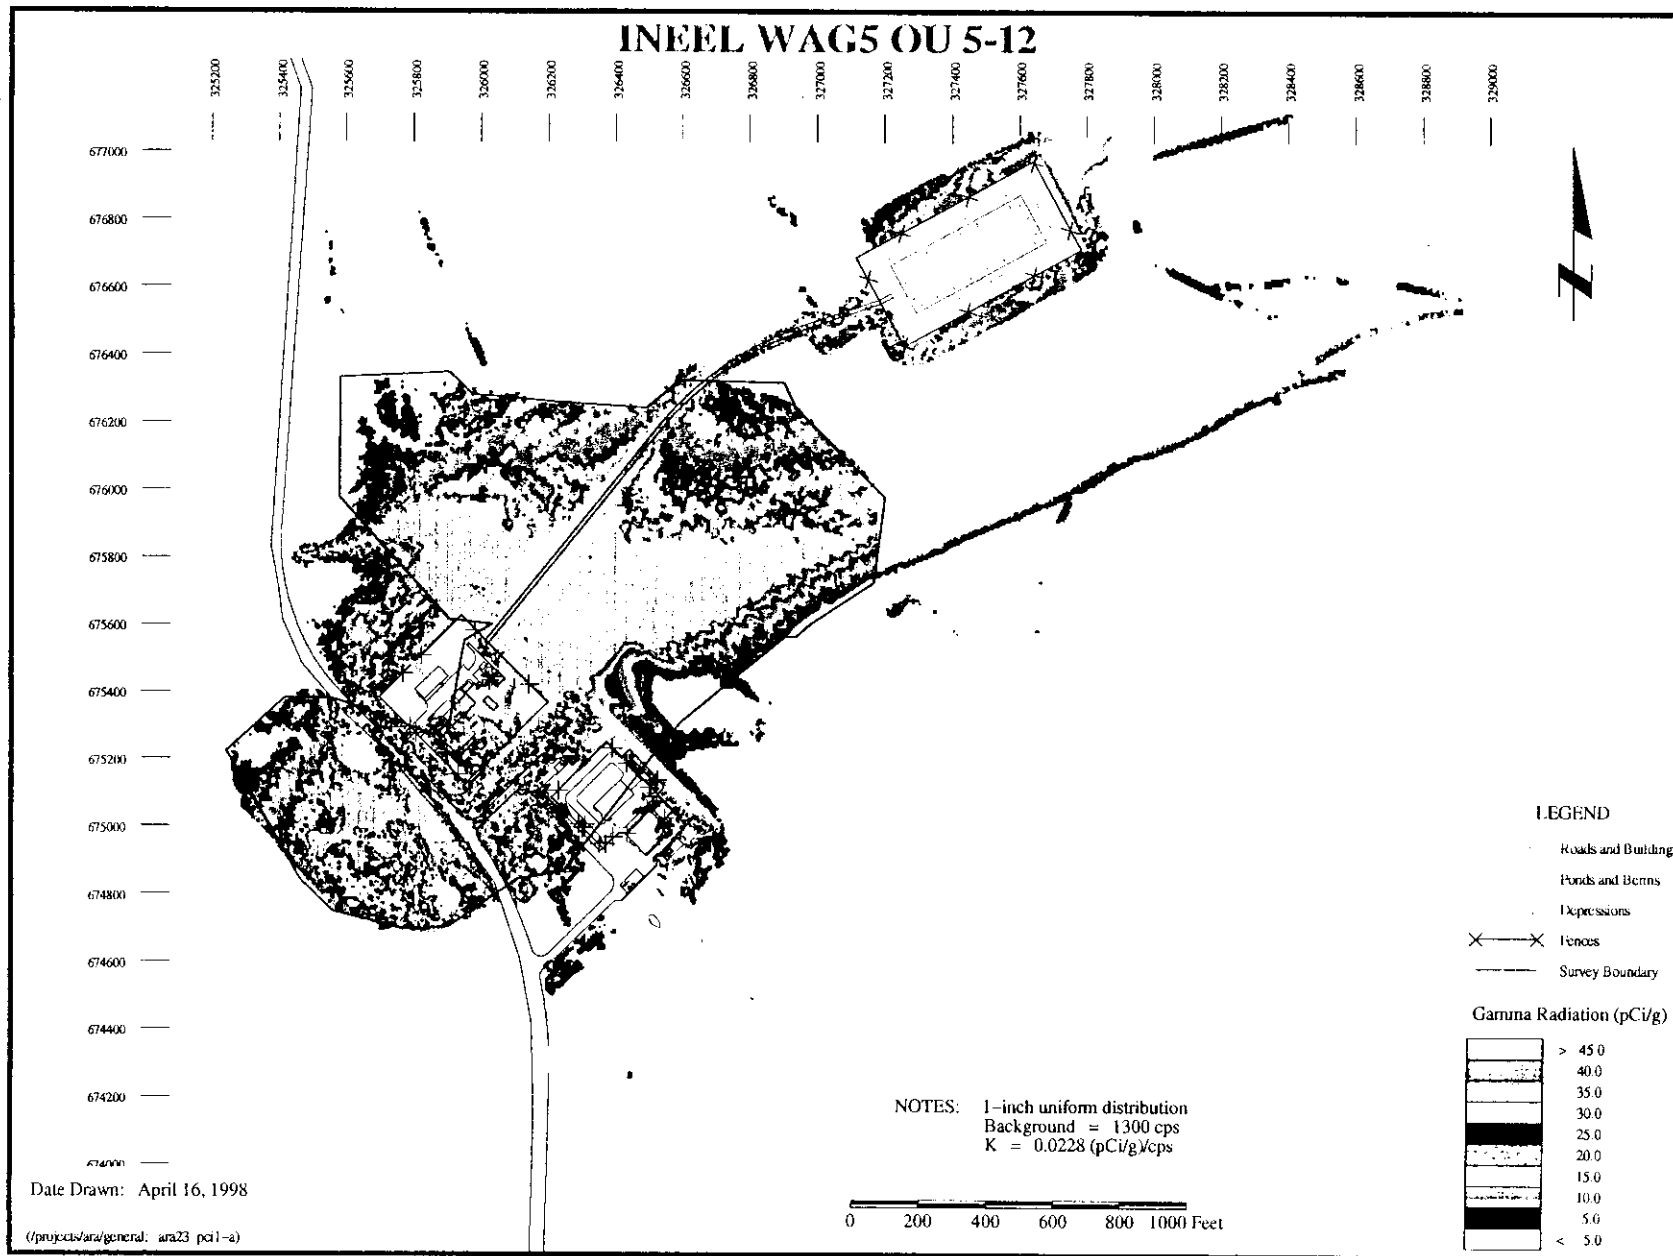 INEEL WAG5 OU 5-12
325200 325400 325600 325800 326000 326200 326400 326600 326800 327000 327200 327400 327600 327800 328000 328200 328400 328600 328800 329000
677000
676800
676600
676400
676200
676000
675800
675600
675400
675200
675000
674800
674600
674400
674200
674000
LEGEND
Roads and Building
Ponds and Berms
Depressions
Fences
Survey Boundary
Gamma Radiation (pCi/g)
> 45.0
40.0
35.0
30.0
25.0
20.0
15.0
10.0
5.0
< 5.0
NOTES: 1-inch uniform distribution
Background = 1300 cps
K = 0.0228 (pCi/g)/cps
Date Drawn: April 16, 1998
0 200 400 600 800 1000 Feet
(/projects/ara/general: ara23_pci1-a)